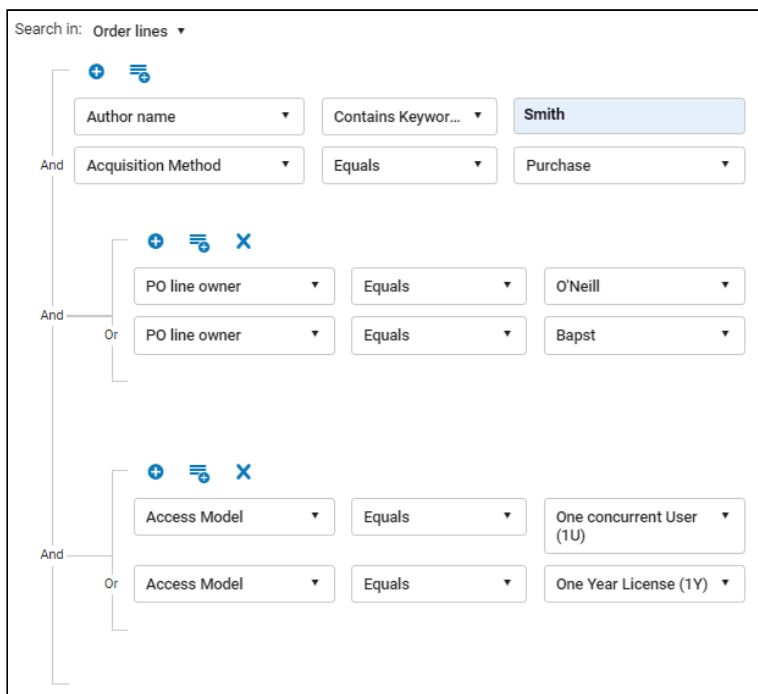 Search in: Order lines
Author name Contains Keywor... Smith
And Acquisition Method Equals Purchase
PO line owner Equals O'Neill
And
Or PO line owner Equals Bapst
Access Model Equals One concurrent User
(1U)
And
Or Access Model Equals One Year License (1Y)